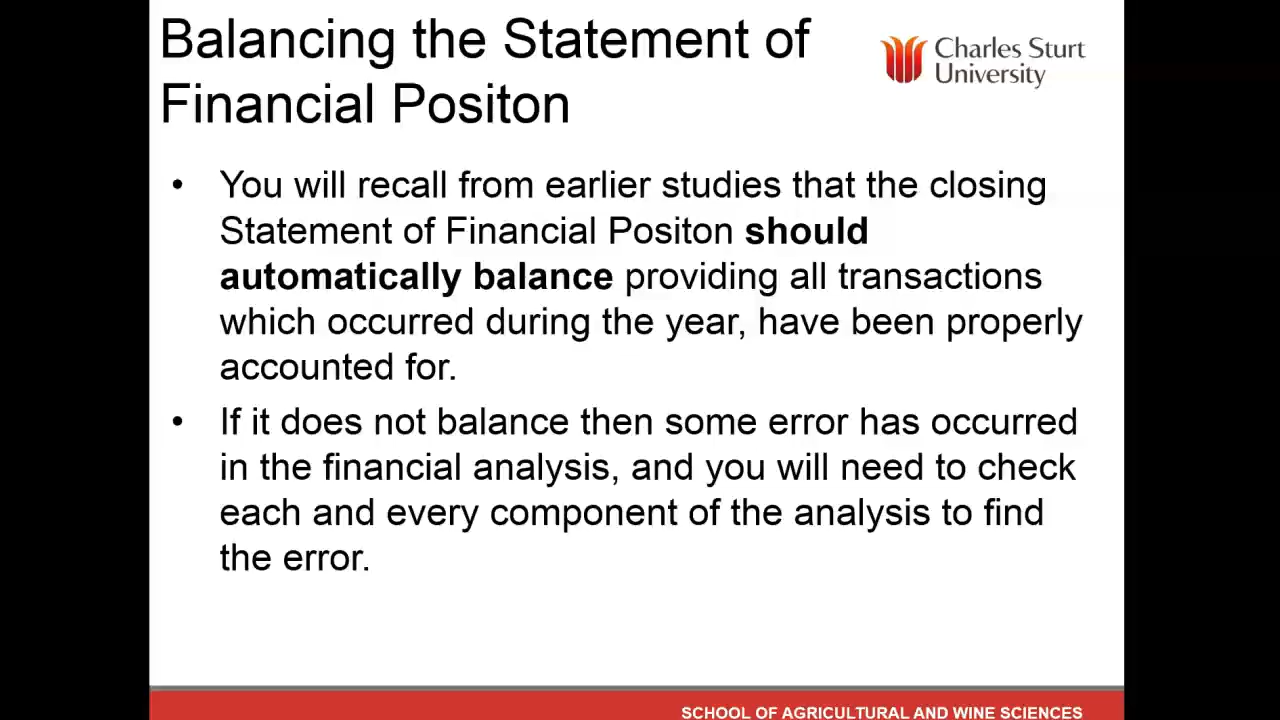 Balancing the Statement of
Financial Positon
Charles Sturt
University
• You will recall from earlier studies that the closing
Statement of Financial Positon should
automatically balance providing all transactions
which occurred during the year, have been properly
accounted for.
• If it does not balance then some error has occurred
in the financial analysis, and you will need to check
each and every component of the analysis to find
the error.
SCHOOL OF AGRICULTURAL AND WINE SCIENCES